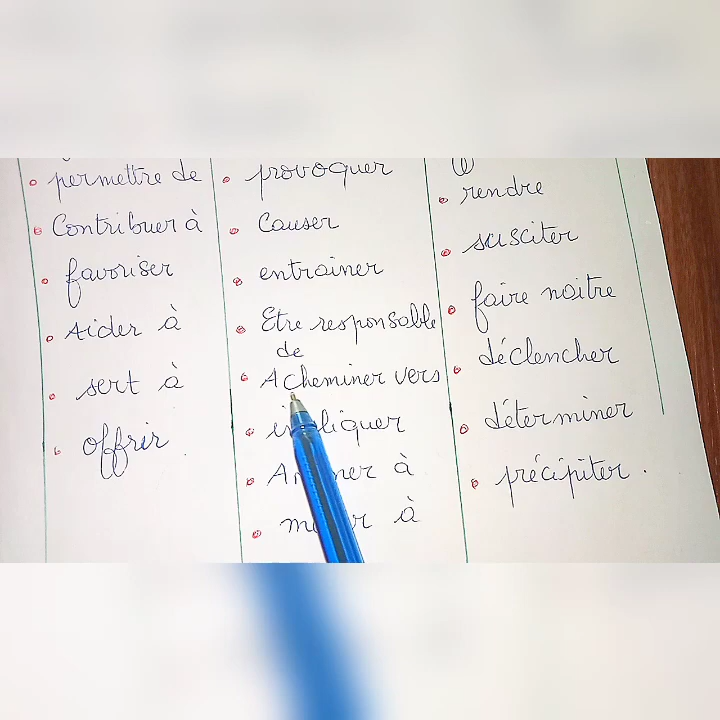 permettre de
Contribuer à
favoriser
Aider à
sert à
offrir
provoquer
Causer
entrainer
Etre responsable
de
Acheminer vers
à
à
rendre
susciter
faire naitre
déclencher
déterminer
précipiter.